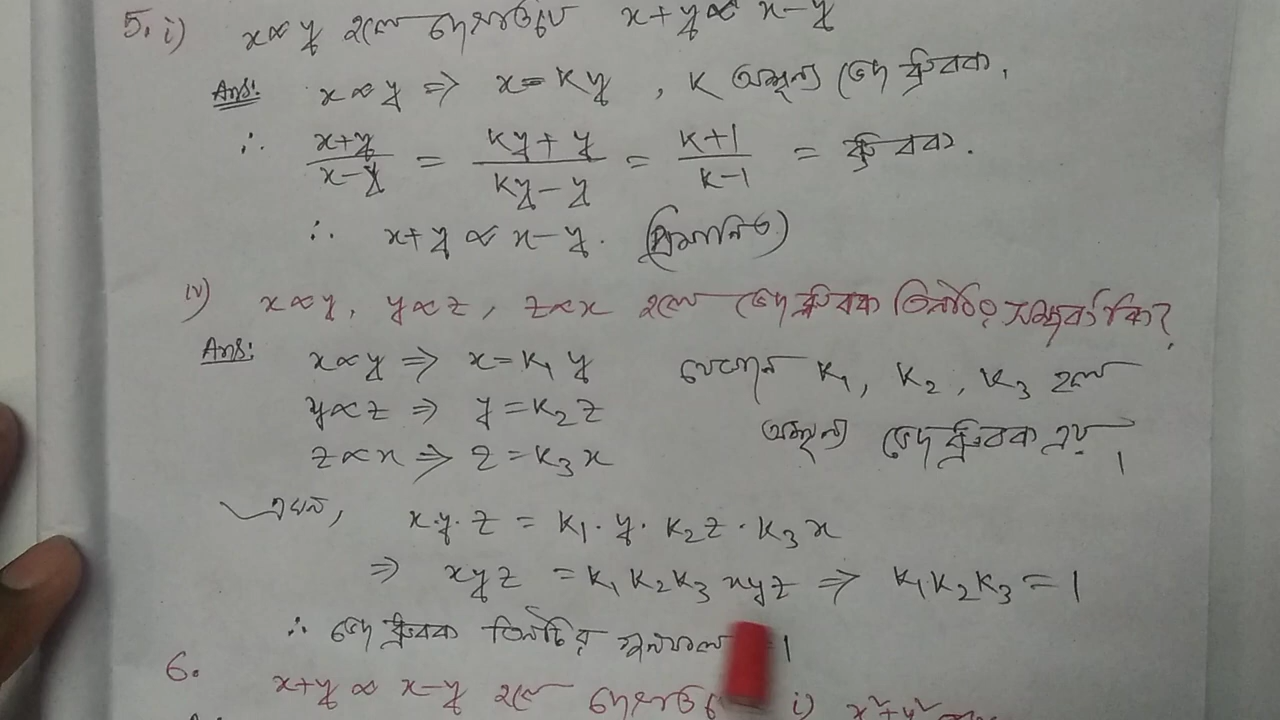 5. i) x ∝ y হলে দেখাও যে x + y ∝ x - y
Ans: x ∝ y ⇒ x = Ky , K অশূন্য ভেদ ধ্রুবক,
∴ (x+y)/(x-y) = (Ky + y)/(Ky - y) = (K+1)/(K-1) = ধ্রুবক.
∴ x + y ∝ x - y. (প্রমাণিত)
iv) x ∝ y, y ∝ z, z ∝ x হলে ভেদ ধ্রুবক তিনটির সম্পর্ক কি?
Ans: x ∝ y ⇒ x = K₁ y যেখানে K₁, K₂, K₃ হলো
y ∝ z ⇒ y = K₂ z অশূন্য ভেদ ধ্রুবক
z ∝ x ⇒ z = K₃ x
এখন, x.y.z = K₁.y.K₂z.K₃x
⇒ xyz = K₁K₂K₃ xyz ⇒ K₁K₂K₃ = 1
∴ ভেদ ধ্রুবক তিনটির গুণফল 1
6. x + y ∝ x - y হলে i) x² + y²